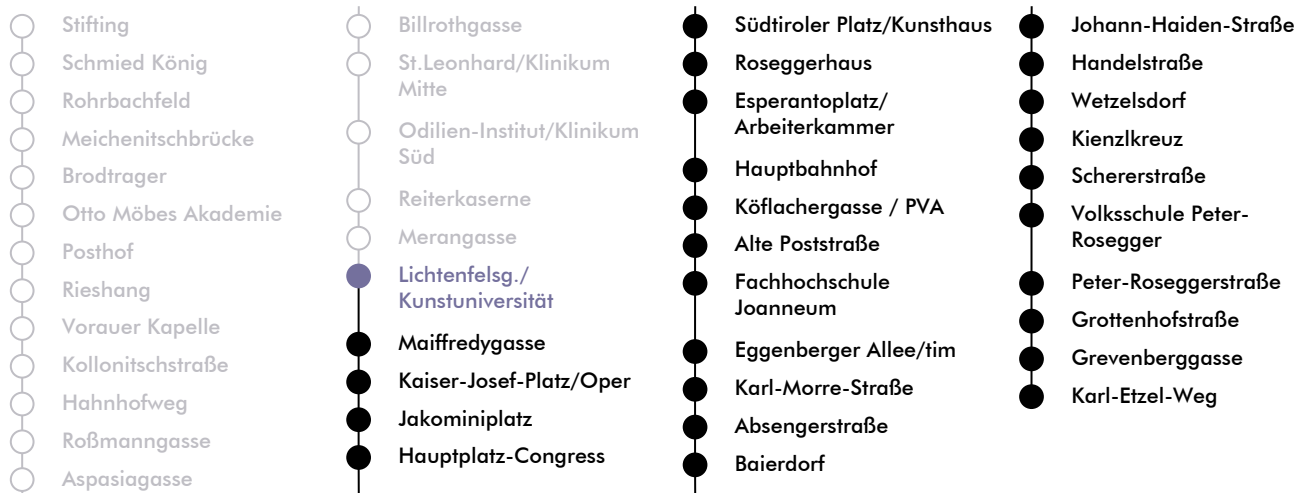 Stifting
Schmied König
Rohrbachfeld
Meichenitschbrücke
Brodtrager
Otto Möbes Akademie
Posthof
Rieshang
Vorauer Kapelle
Kollonitschstraße
Hahnhofweg
Roßmanngasse
Aspasiagasse
Billrothgasse
St.Leonhard/Klinikum
Mitte
Odilien-Institut/Klinikum
Süd
Reiterkaserne
Merangasse
Lichtenfelsg./
Kunstuniversität
Maiffredygasse
Kaiser-Josef-Platz/Oper
Jakominiplatz
Hauptplatz-Congress
Südtiroler Platz/Kunsthaus
Roseggerhaus
Esperantoplatz/
Arbeiterkammer
Hauptbahnhof
Köflachergasse / PVA
Alte Poststraße
Fachhochschule
Joanneum
Eggenberger Allee/tim
Karl-Morre-Straße
Absengerstraße
Baierdorf
Johann-Haiden-Straße
Handelstraße
Wetzelsdorf
Kienzlkreuz
Schererstraße
Volksschule Peter-
Rosegger
Peter-Roseggerstraße
Grottenhofstraße
Grevenberggasse
Karl-Etzel-Weg